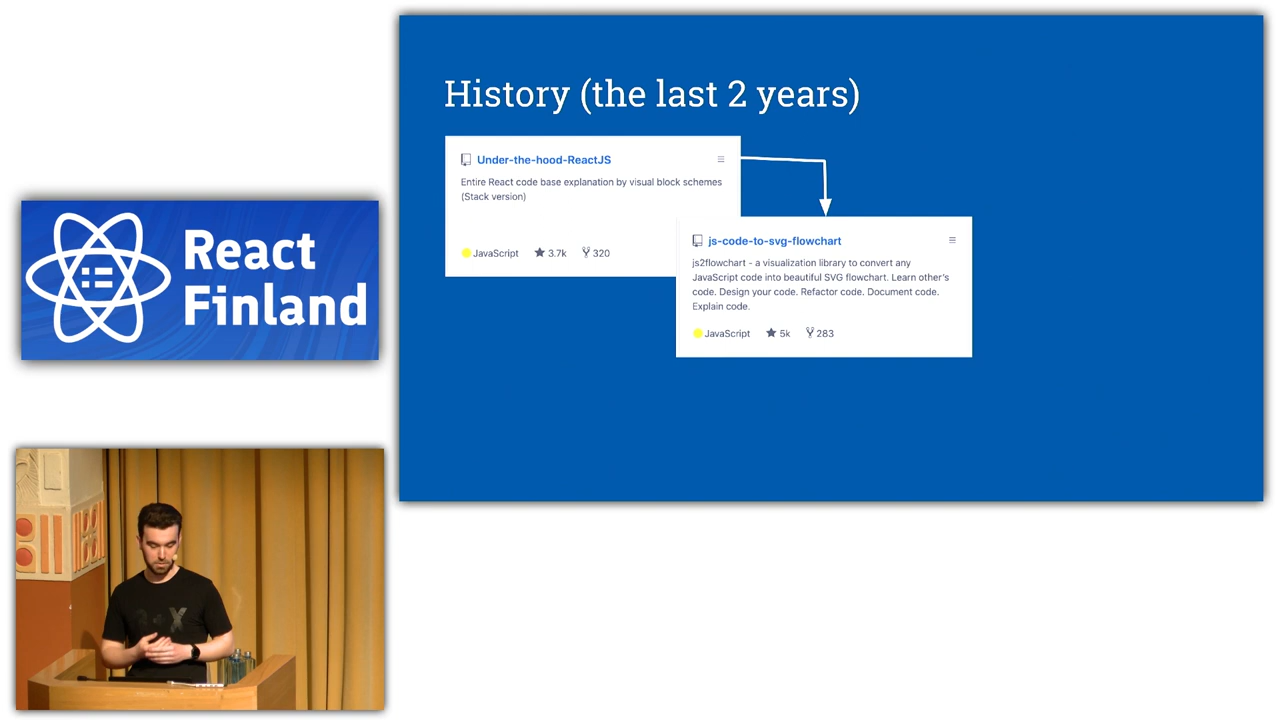 History (the last 2 years)
Under-the-hood-ReactJS
Entire React code base explanation by visual block schemes
(Stack version)
JavaScript 3.7k 320
js-code-to-svg-flowchart
js2flowchart - a visualization library to convert any
JavaScript code into beautiful SVG flowchart. Learn other's
code. Design your code. Refactor code. Document code.
Explain code.
JavaScript 5k 283
React
Finland